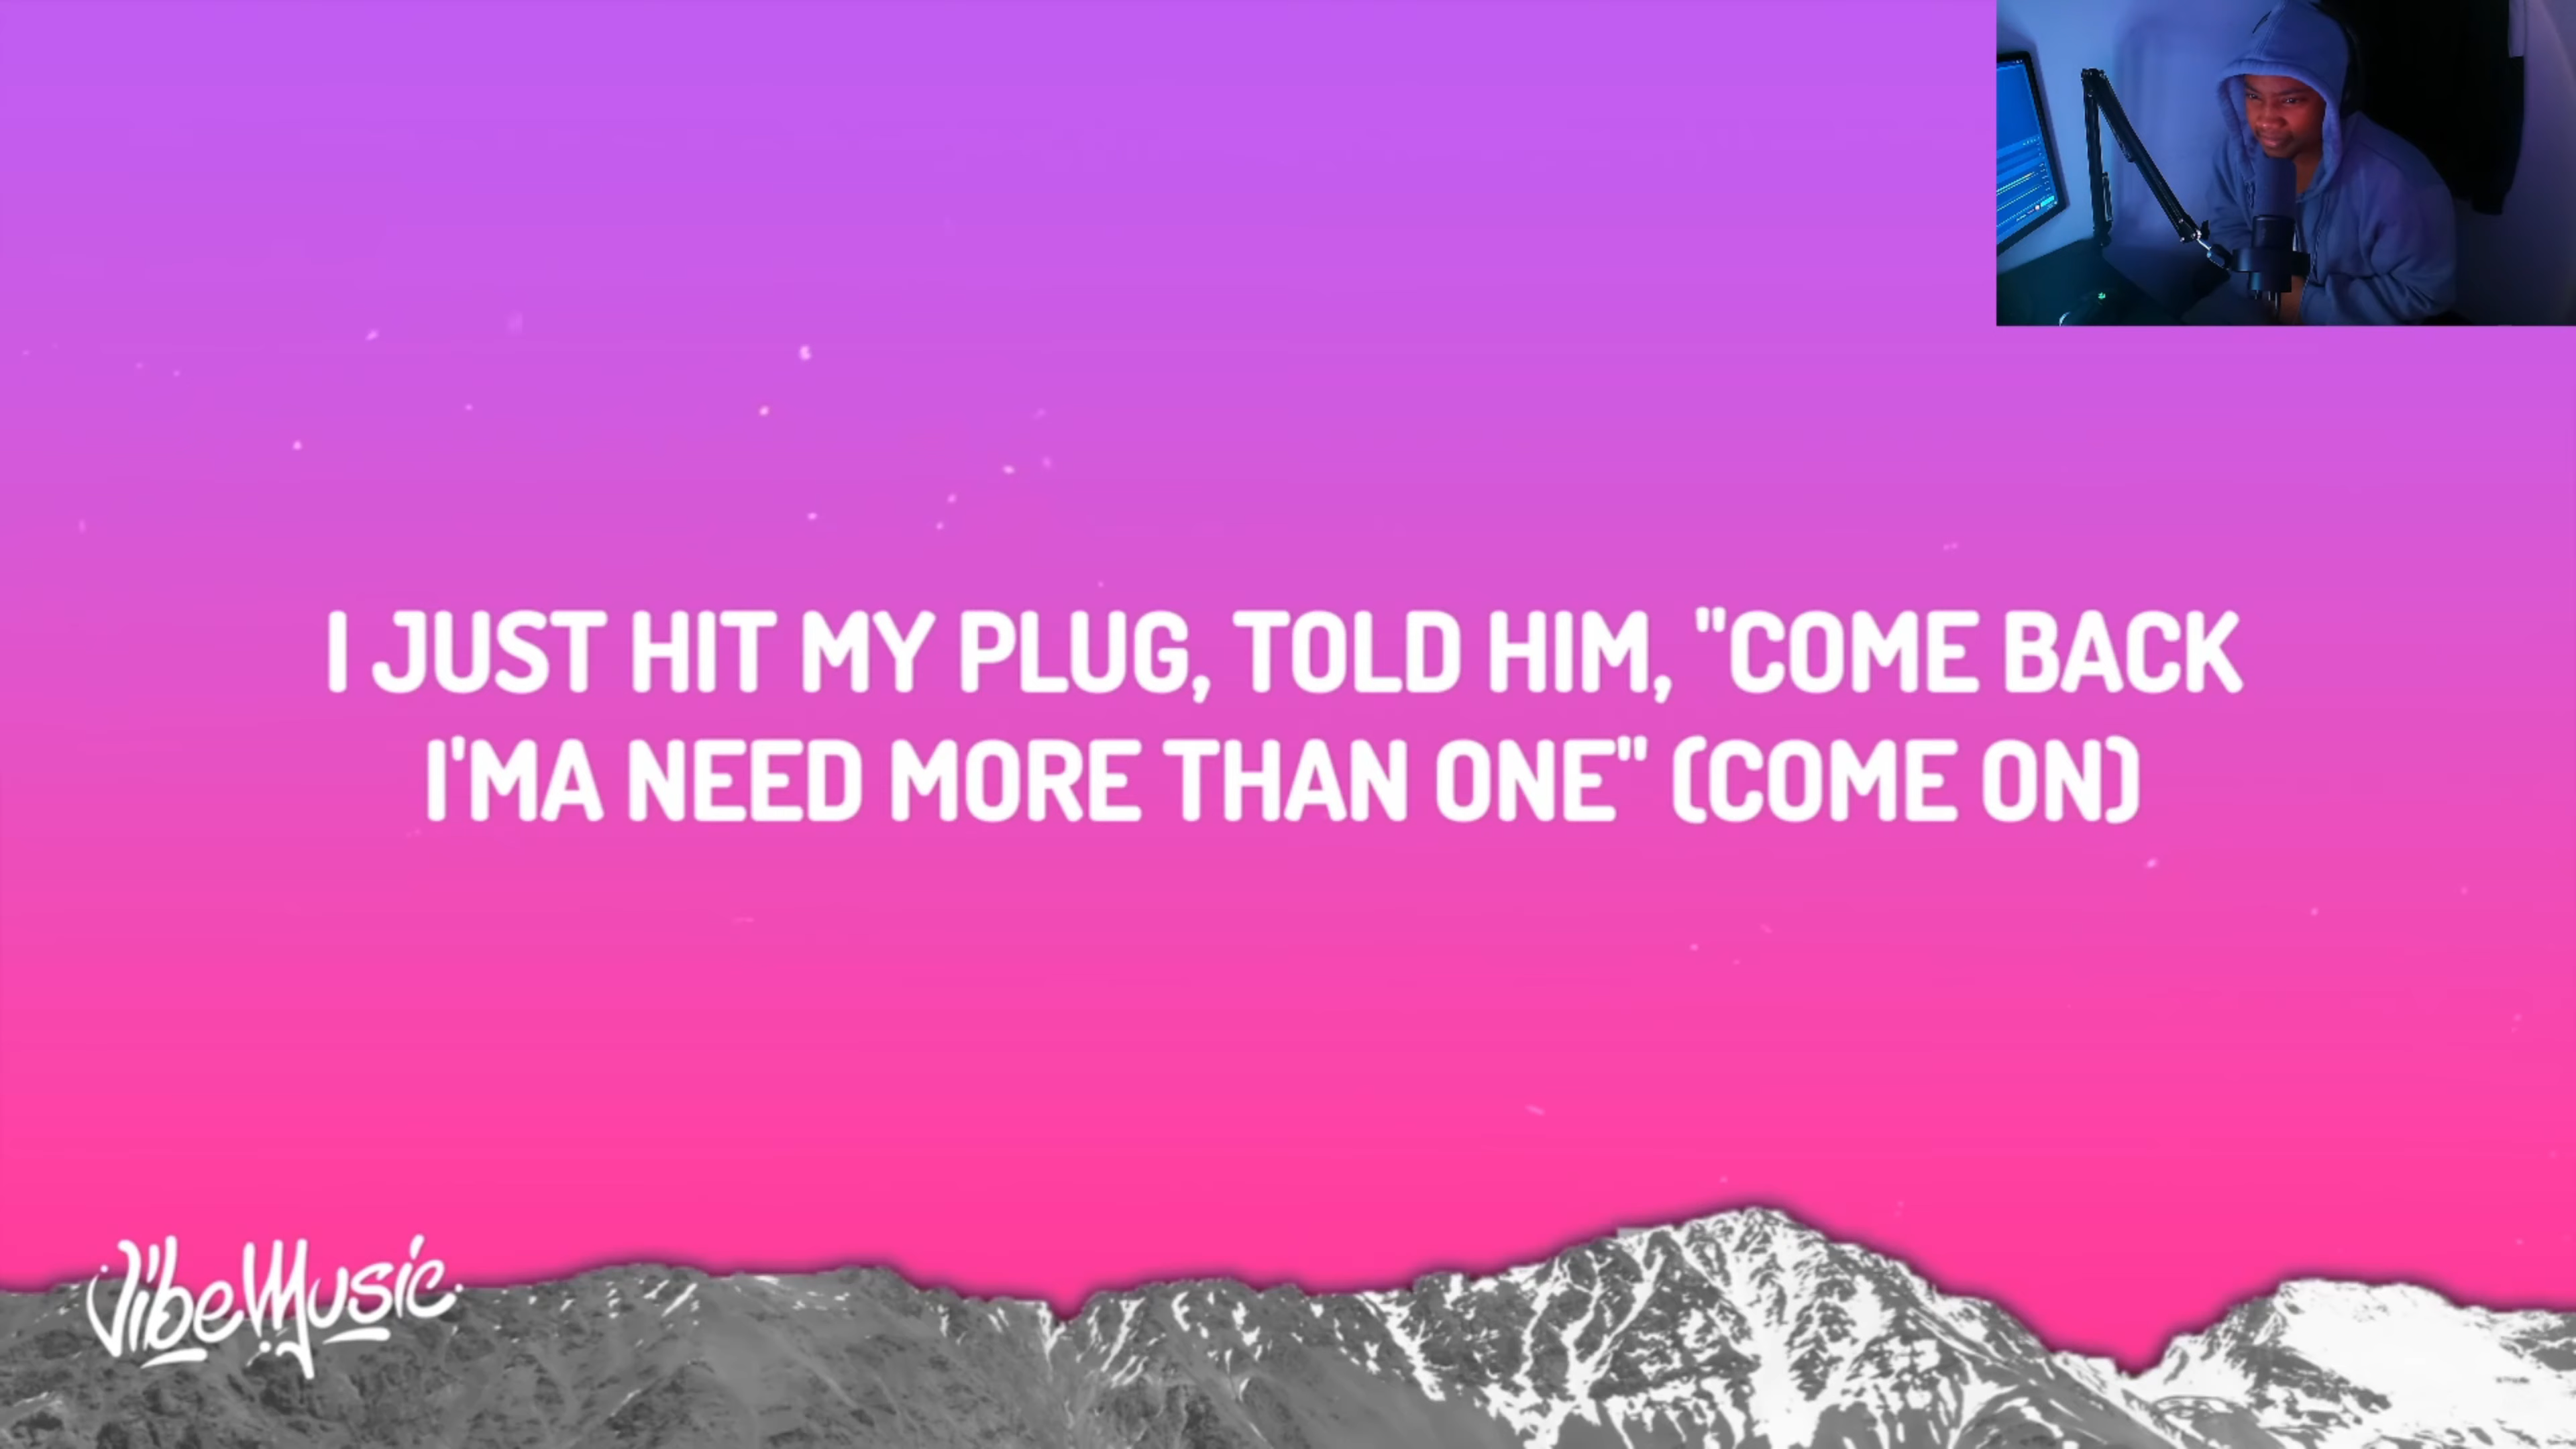 I JUST HIT MY PLUG, TOLD HIM, "COME BACK
I'MA NEED MORE THAN ONE" (COME ON)
VibeMusic